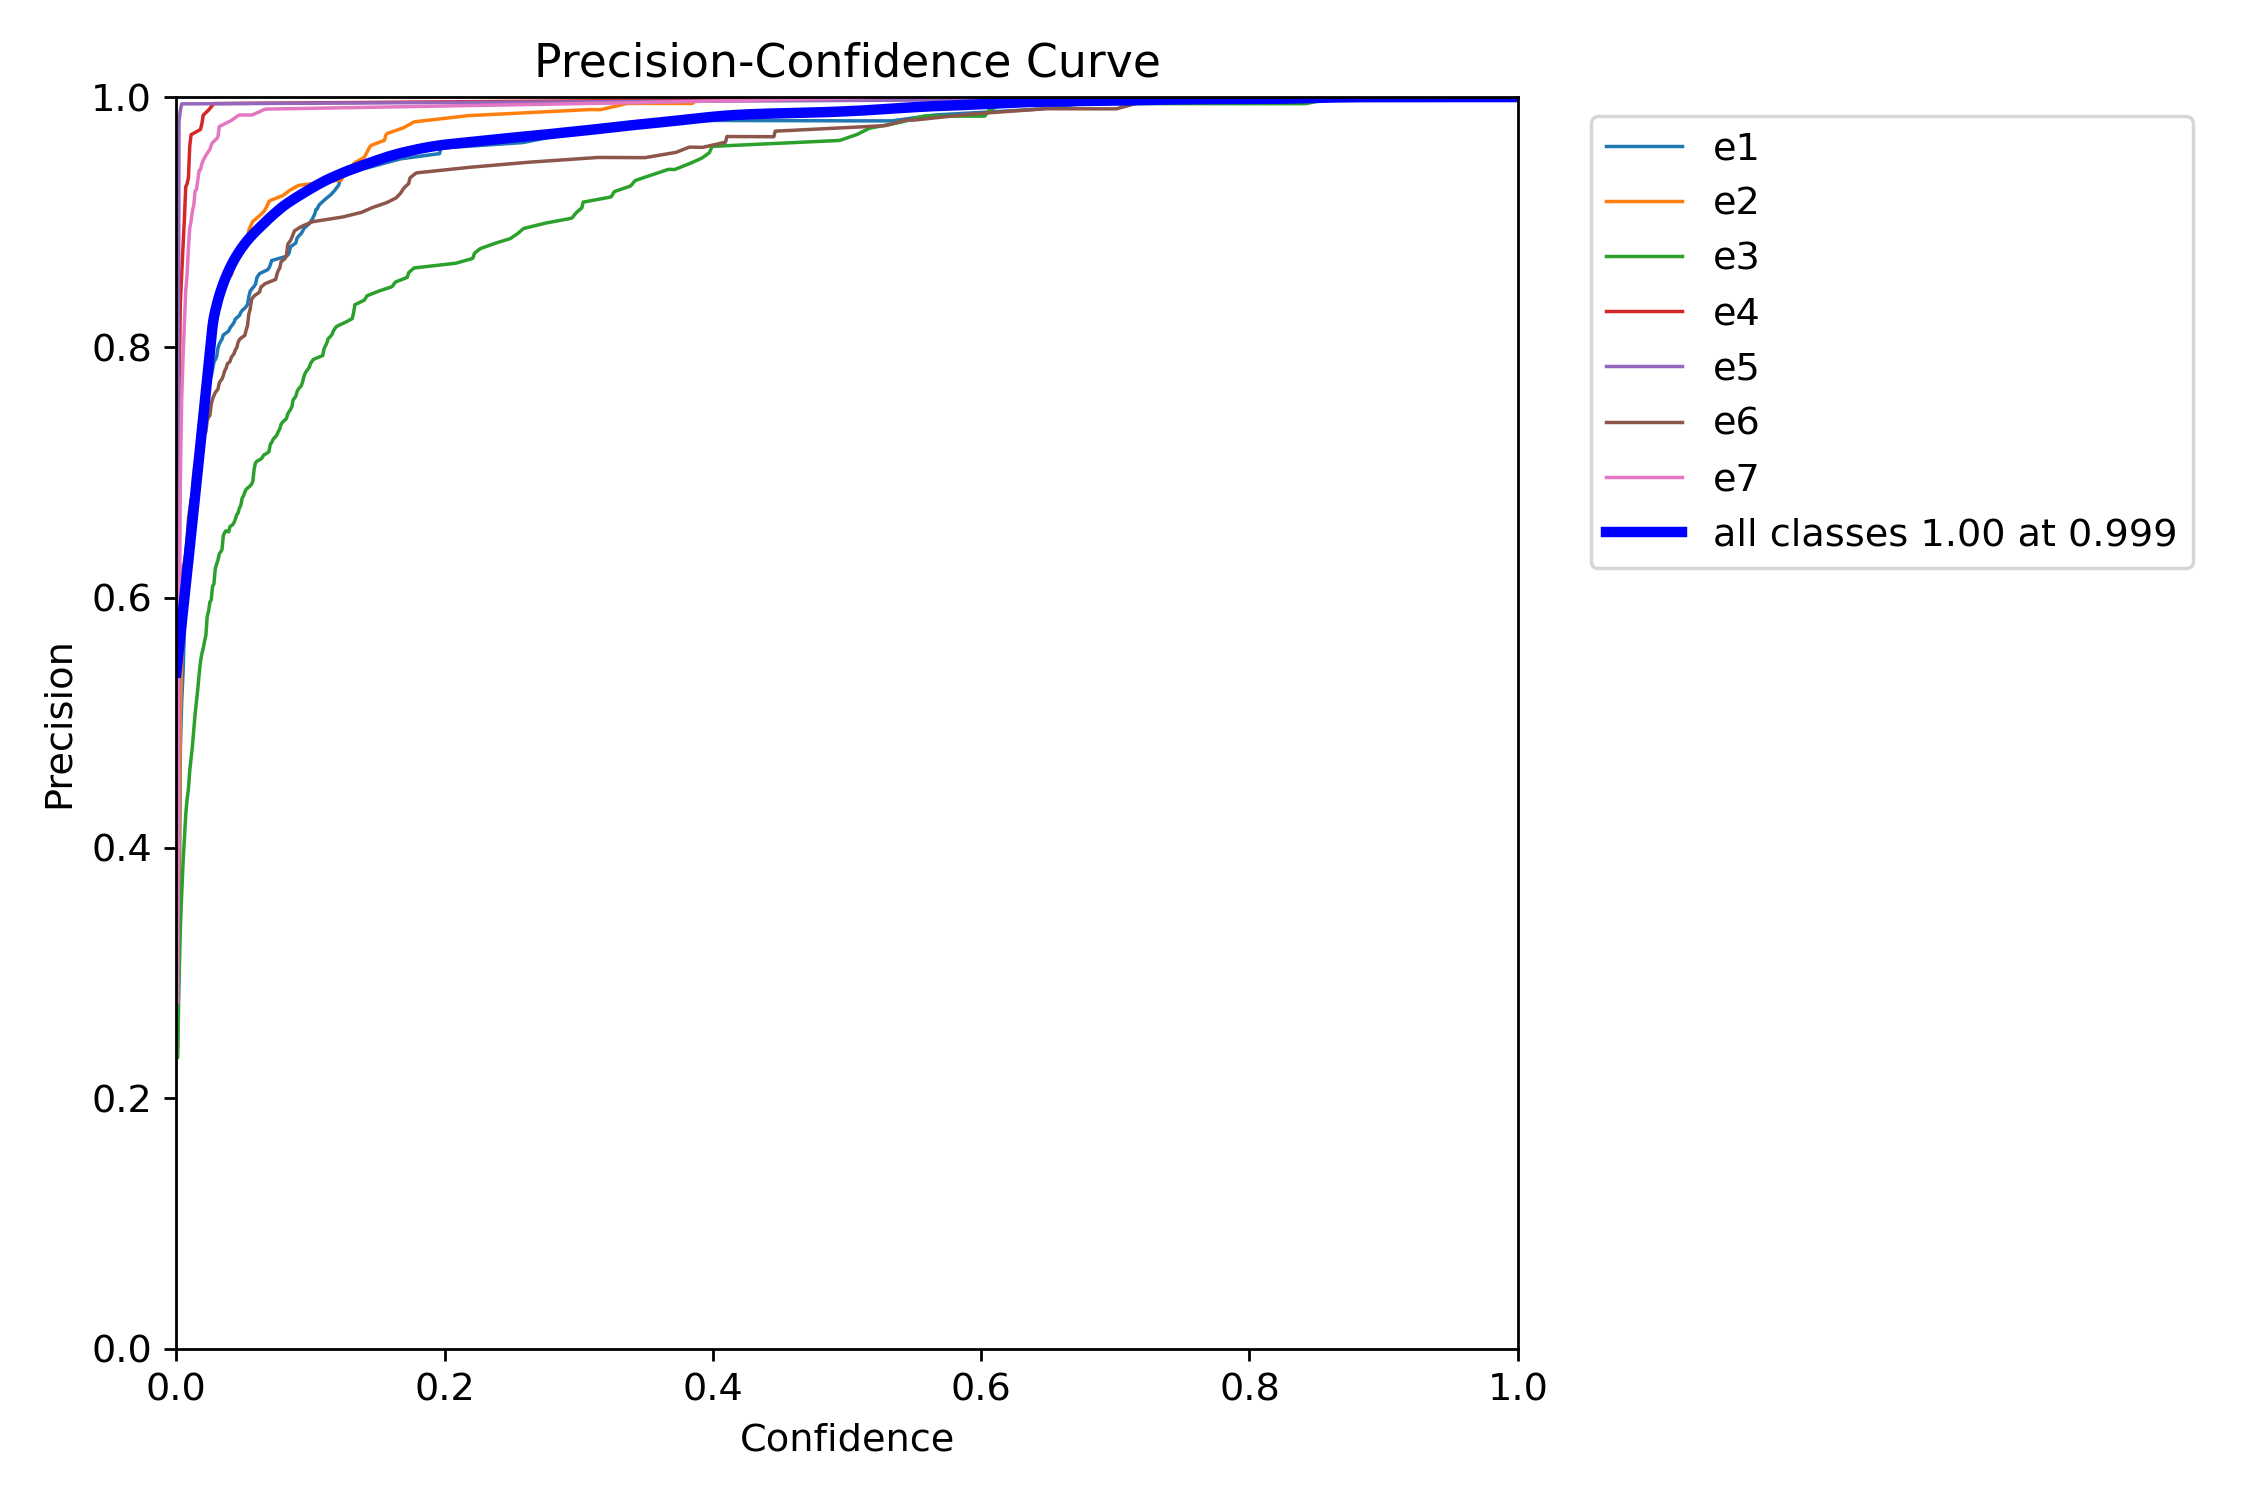 Precision-Confidence Curve
1.0
0.8
0.6
0.4
0.2
0.0
Precision
0.0 0.2 0.4 0.6 0.8 1.0
Confidence
e1
e2
e3
e4
e5
e6
e7
all classes 1.00 at 0.999